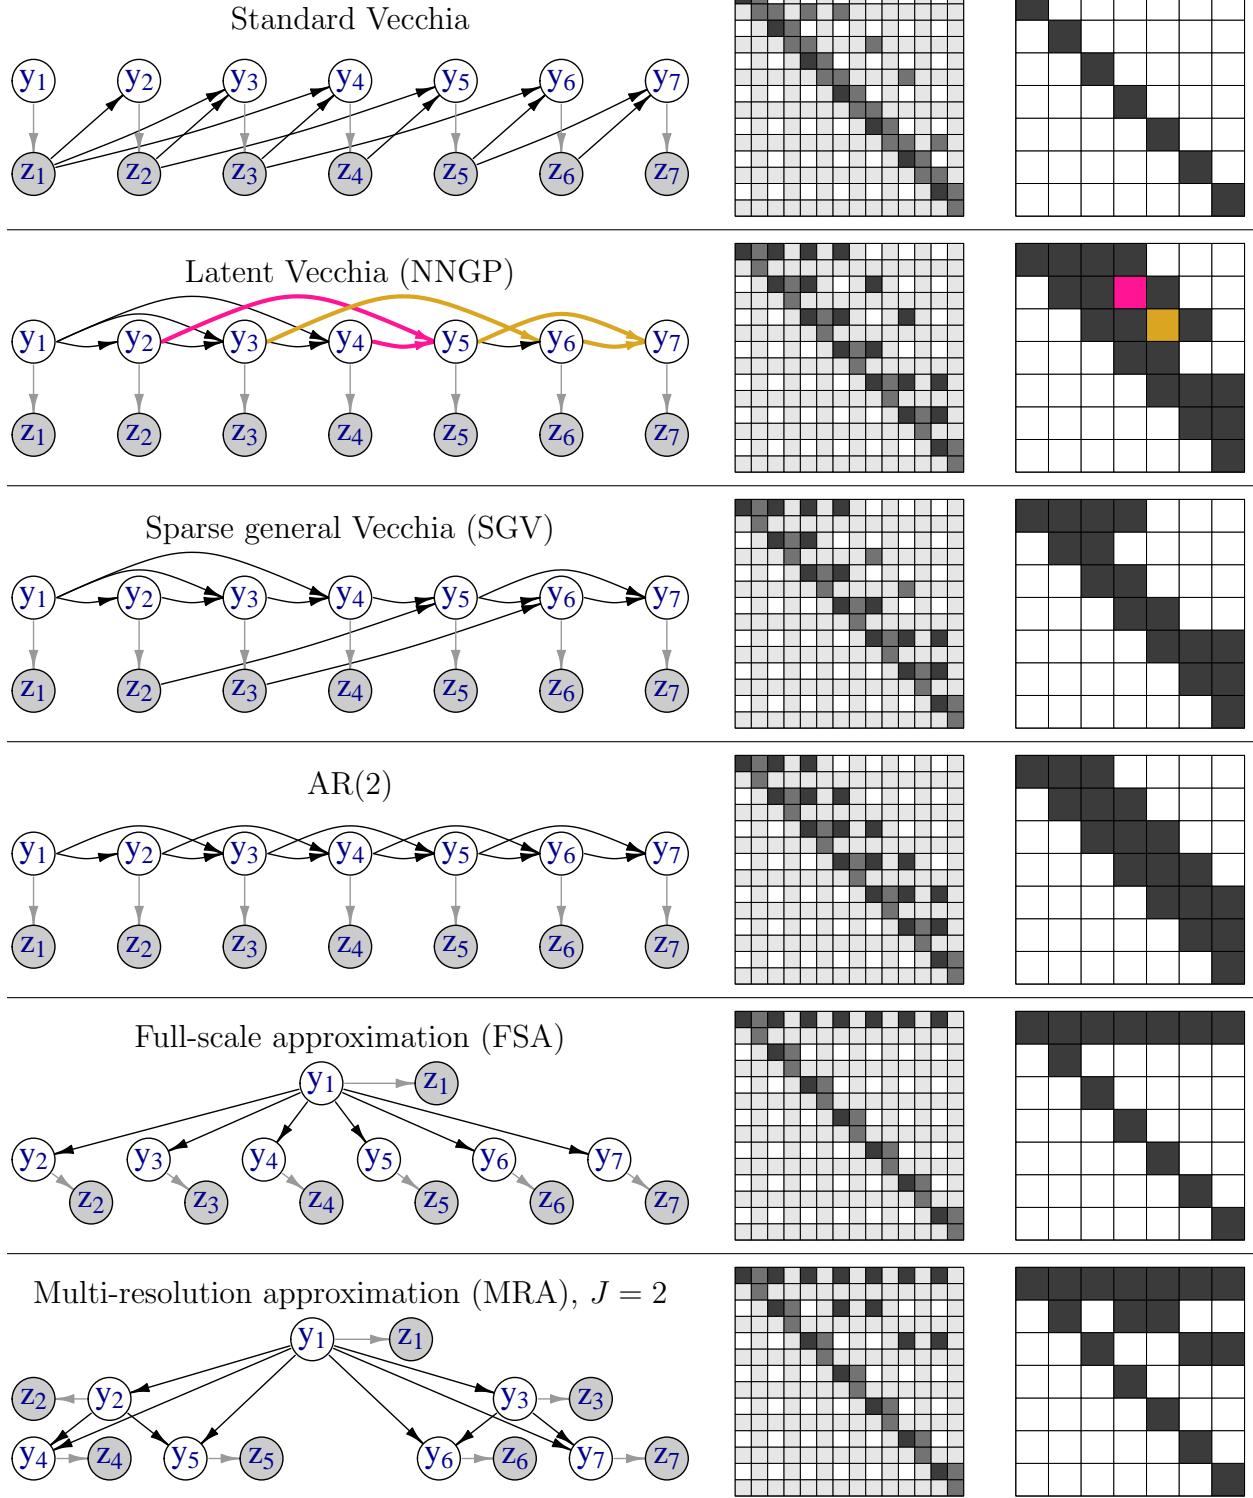 Standard Vecchia
y1 y2 y3 y4 y5 y6 y7
z1 z2 z3 z4 z5 z6 z7
Latent Vecchia (NNGP)
y1 y2 y3 y4 y5 y6 y7
z1 z2 z3 z4 z5 z6 z7
Sparse general Vecchia (SGV)
y1 y2 y3 y4 y5 y6 y7
z1 z2 z3 z4 z5 z6 z7
AR(2)
y1 y2 y3 y4 y5 y6 y7
z1 z2 z3 z4 z5 z6 z7
Full-scale approximation (FSA)
y1 z1
y2 y3 y4 y5 y6 y7
z2 z3 z4 z5 z6 z7
Multi-resolution approximation (MRA), J = 2
y1 z1
z2 y2 y3 z3
y4 z4 y5 z5 y6 z6 y7 z7